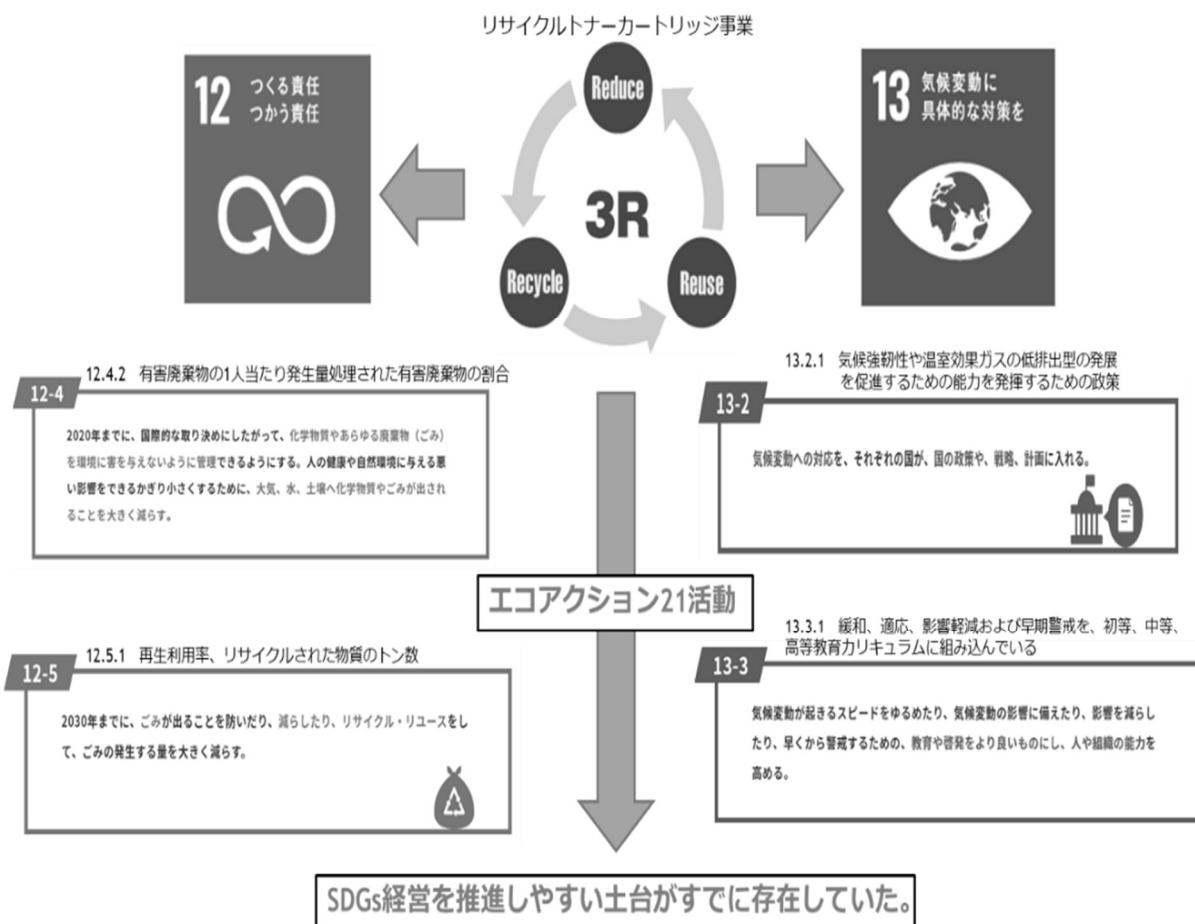 リサイクルトナーカートリッジ事業
12 つくる責任
つかう責任
Reduce
3R
Recycle
Reuse
13 気候変動に
具体的な対策を
12.4.2 有害廃棄物の1人当たり発生量処理された有害廃棄物の割合
12-4
2020年までに、国際的な取り決めにしたがって、化学物質やあらゆる廃棄物（ごみ）
を環境に害を与えないように管理できるようにする。人の健康や自然環境に与える悪
い影響をできるかぎり小さくするために、大気、水、土壌へ化学物質やごみが出され
ることを大きく減らす。
13.2.1 気候強靭性や温室効果ガスの低排出型の発展
を促進するための能力を発揮するための政策
13-2
気候変動への対応を、それぞれの国が、国の政策や、戦略、計画に入れる。
エコアクション21活動
12.5.1 再生利用率、リサイクルされた物質のトン数
12-5
2030年までに、ごみが出ることを防いだり、減らしたり、リサイクル・リユースをし
て、ごみの発生する量を大きく減らす。
13.3.1 緩和、適応、影響軽減および早期警戒を、初等、中等、
高等教育カリキュラムに組み込んでいる
13-3
気候変動が起きるスピードをゆるめたり、気候変動の影響に備えたり、影響を減らし
たり、早くから警戒するための、教育や啓発をより良いものにし、人や組織の能力を
高める。
SDGs経営を推進しやすい土台がすでに存在していた。